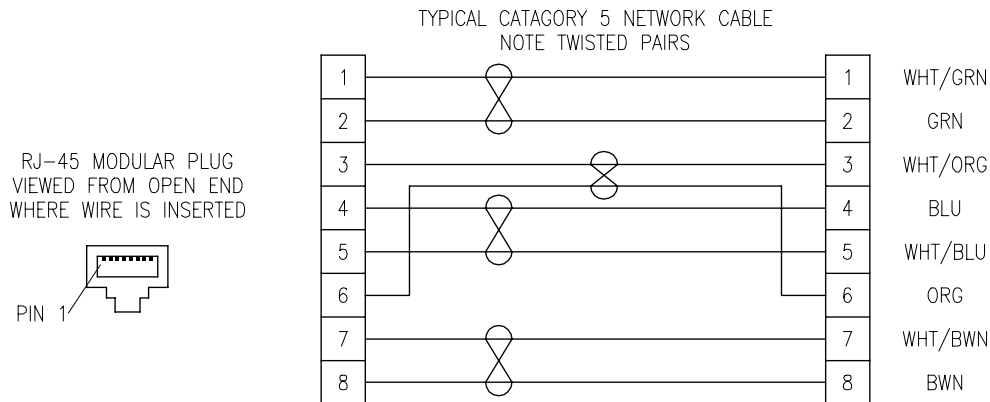 TYPICAL CATAGORY 5 NETWORK CABLE
NOTE TWISTED PAIRS
RJ-45 MODULAR PLUG
VIEWED FROM OPEN END
WHERE WIRE IS INSERTED
PIN 1
1 1 WHT/GRN
2 2 GRN
3 3 WHT/ORG
4 4 BLU
5 5 WHT/BLU
6 6 ORG
7 7 WHT/BWN
8 8 BWN